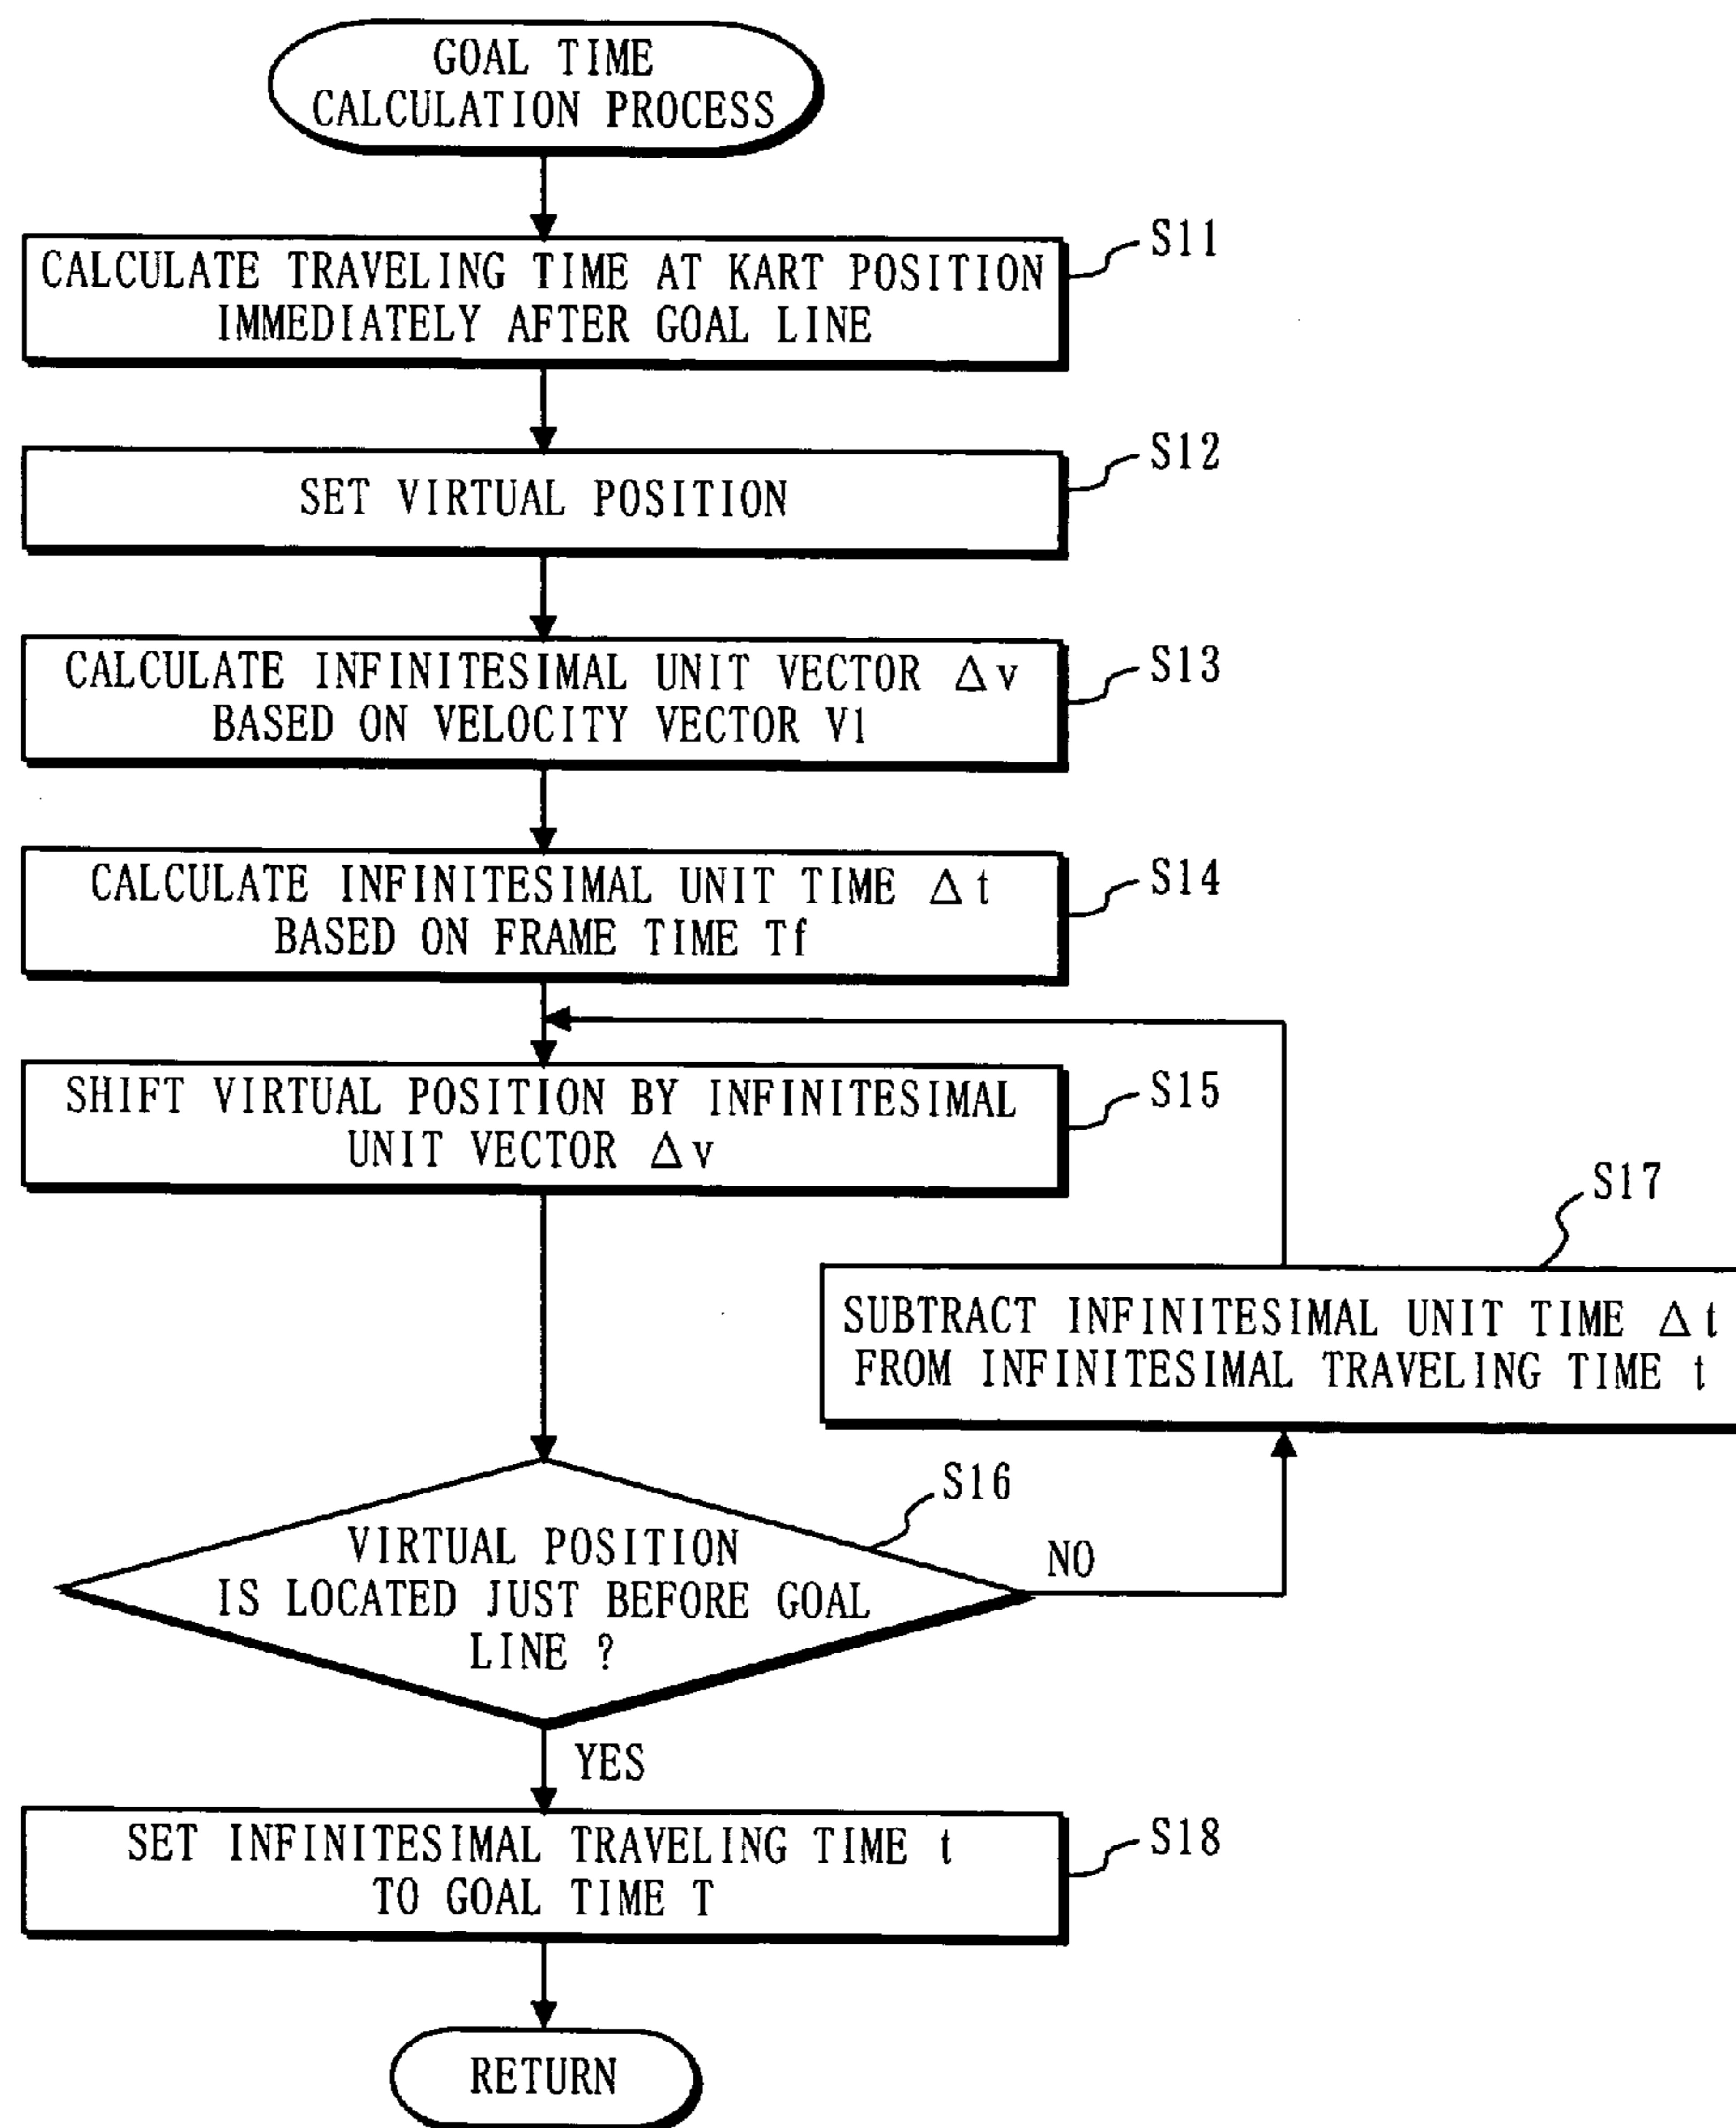 GOAL TIME
CALCULATION PROCESS
S11
CALCULATE TRAVELING TIME AT KART POSITION
IMMEDIATELY AFTER GOAL LINE
S12
SET VIRTUAL POSITION
S13
CALCULATE INFINITESIMAL UNIT VECTOR Δv
BASED ON VELOCITY VECTOR V1
S14
CALCULATE INFINITESIMAL UNIT TIME Δt
BASED ON FRAME TIME Tf
S15
SHIFT VIRTUAL POSITION BY INFINITESIMAL
UNIT VECTOR Δv
S17
SUBTRACT INFINITESIMAL UNIT TIME Δt
FROM INFINITESIMAL TRAVELING TIME t
S16
VIRTUAL POSITION
IS LOCATED JUST BEFORE GOAL
LINE ?
NO
YES
S18
SET INFINITESIMAL TRAVELING TIME t
TO GOAL TIME T
RETURN